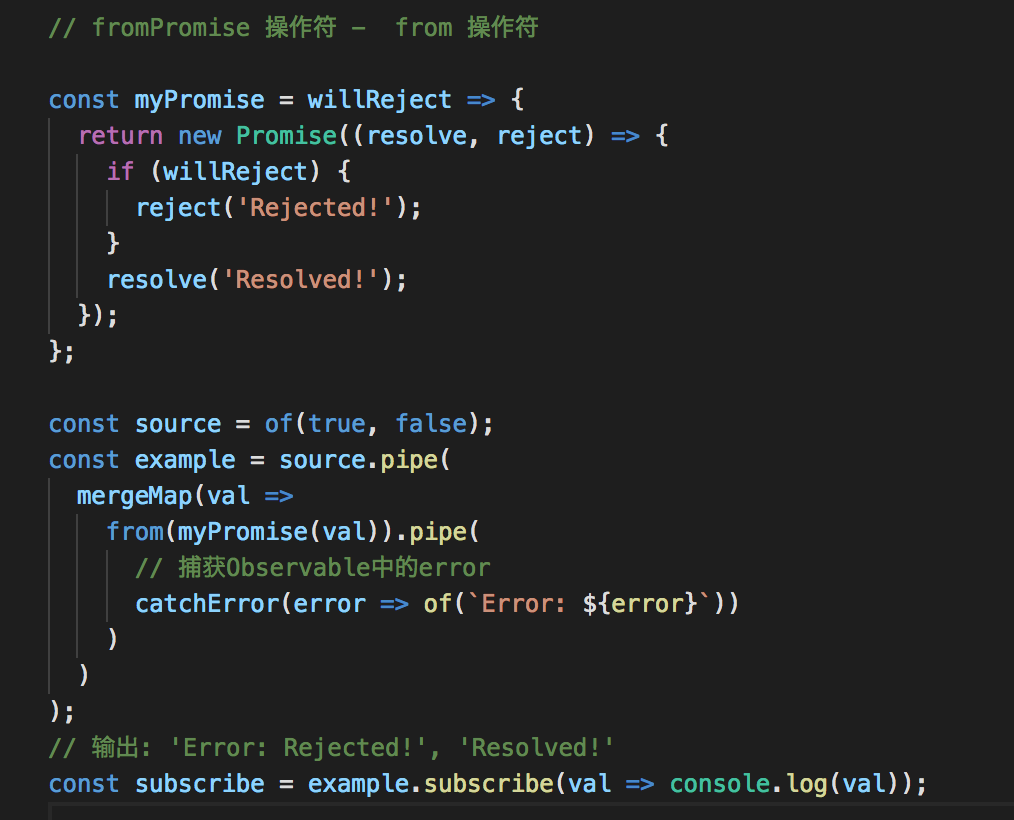 // fromPromise 操作符 -  from 操作符
const myPromise = willReject => {
  return new Promise((resolve, reject) => {
    if (willReject) {
      reject('Rejected!');
    }
    resolve('Resolved!');
  });
};
const source = of(true, false);
const example = source.pipe(
  mergeMap(val =>
    from(myPromise(val)).pipe(
      // 捕获Observable中的error
      catchError(error => of(`Error: ${error}`))
    )
  )
);
// 输出: 'Error: Rejected!', 'Resolved!'
const subscribe = example.subscribe(val => console.log(val));